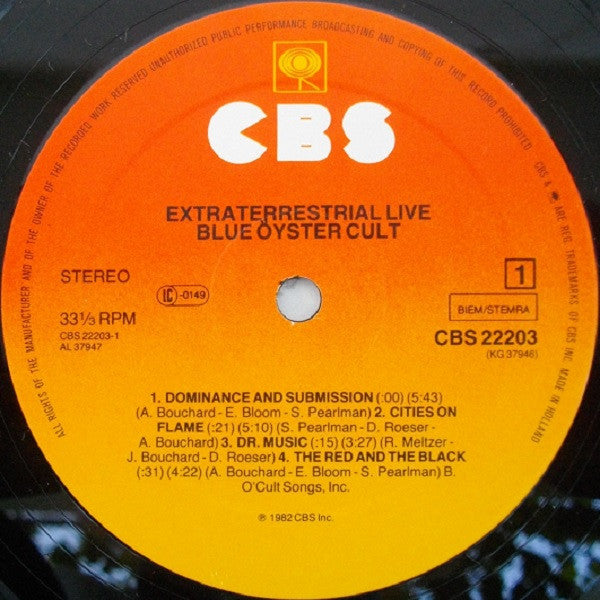 ALL RIGHTS OF THE MANUFACTURER AND OF THE OWNER OF THE RECORDED WORK RESERVED UNAUTHORIZED PUBLIC PERFORMANCE BROADCASTING AND COPYING OF THIS RECORD PROHIBITED
CBS & ARE REG. TRADEMARKS OF CBS INC. MADE IN HOLLAND
CBS
EXTRATERRESTRIAL LIVE
BLUE ÖYSTER CULT
STEREO
LC-0149
1
BIEM/STEMRA
33⅓ RPM
CBS 22203-1
AL 37947
CBS 22203
(KG 37946)
1. DOMINANCE AND SUBMISSION (:00) (5:43)
(A. Bouchard - E. Bloom - S. Pearlman) 2. CITIES ON
FLAME (:21) (5:10) (S. Pearlman - D. Roeser -
A. Bouchard) 3. DR. MUSIC (:15) (3:27) (R. Meltzer -
J. Bouchard - D. Roeser) 4. THE RED AND THE BLACK
(:31) (4:22) (A. Bouchard - E. Bloom - S. Pearlman) B.
O'Cult Songs, Inc.
℗ 1982 CBS Inc.